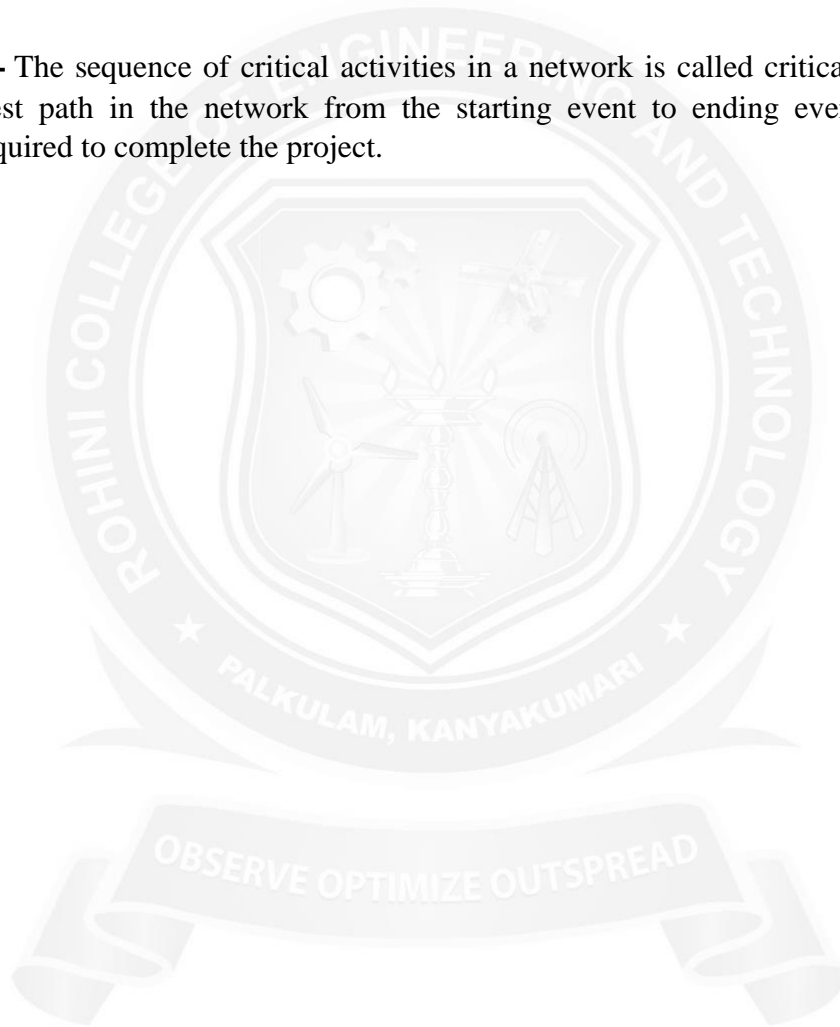 - The sequence of critical activities in a network is called critica
est path in the network from the starting event to ending eve
quired to complete the project.
ROHINI COLLEGE OF ENGINEERING AND TECHNOLOGY
★ PALKULAM, KANYAKUMARI ★
OBSERVE OPTIMIZE OUTSPREAD